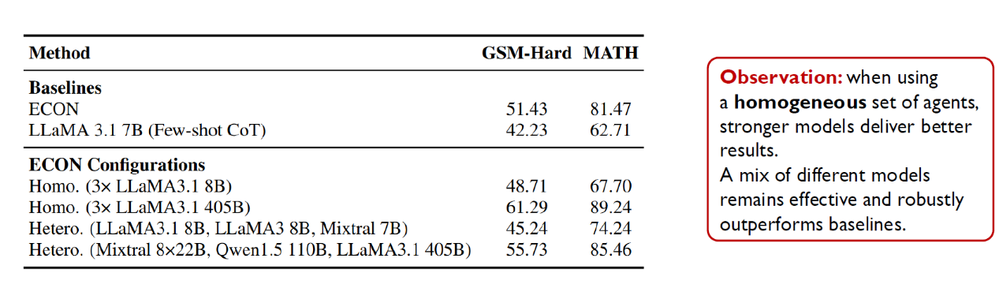 Method GSM-Hard MATH
Baselines
ECON 51.43 81.47
LLaMA 3.1 7B (Few-shot CoT) 42.23 62.71
ECON Configurations
Homo. (3× LLaMA3.1 8B) 48.71 67.70
Homo. (3× LLaMA3.1 405B) 61.29 89.24
Hetero. (LLaMA3.1 8B, LLaMA3 8B, Mixtral 7B) 45.24 74.24
Hetero. (Mixtral 8×22B, Qwen1.5 110B, LLaMA3.1 405B) 55.73 85.46
Observation: when using
a homogeneous set of agents,
stronger models deliver better
results.
A mix of different models
remains effective and robustly
outperforms baselines.